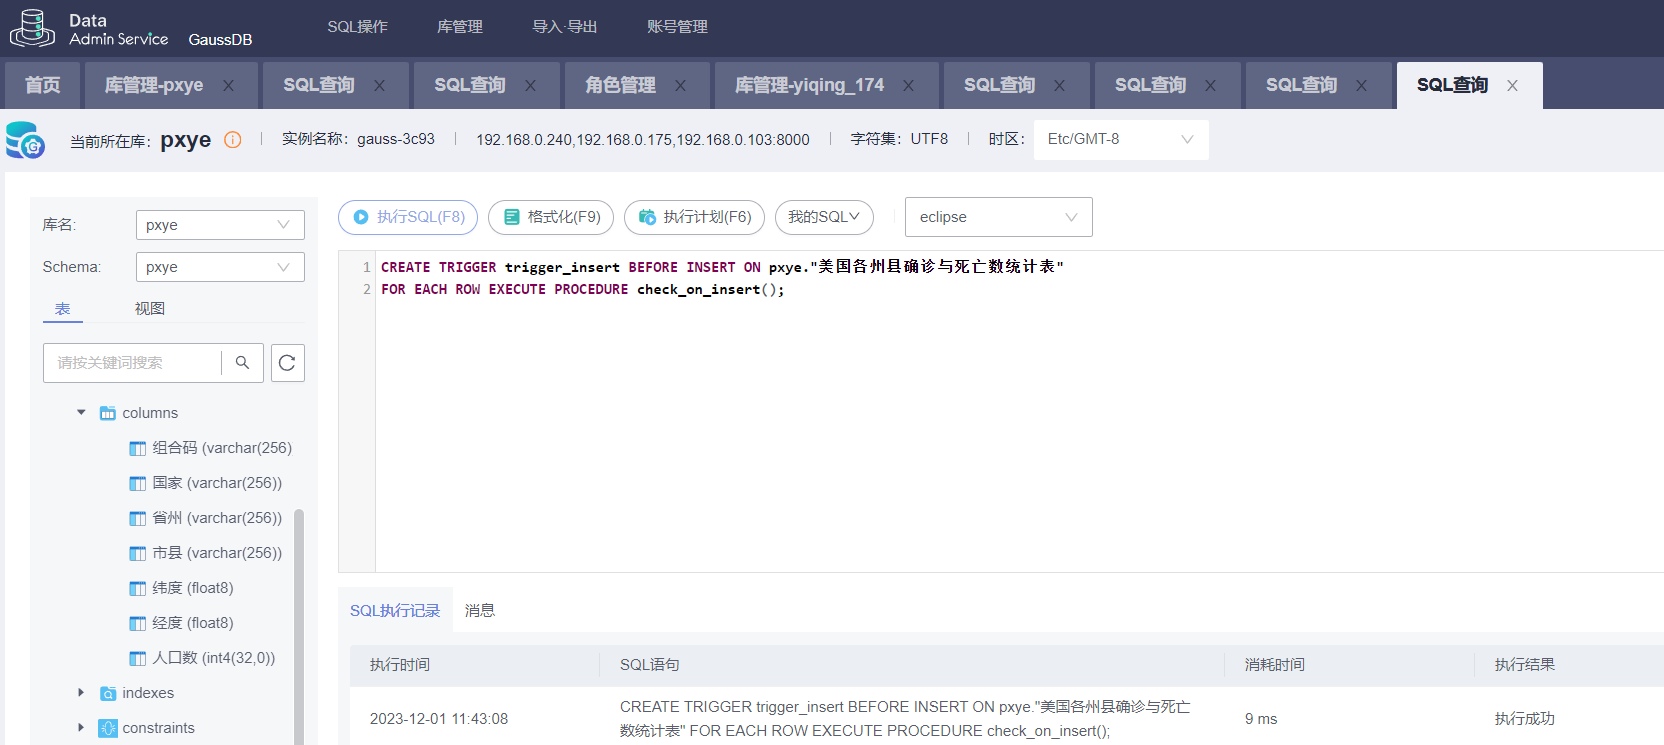 Data
Admin Service GaussDB SQL操作 库管理 导入·导出 账号管理
首页 库管理-pxye SQL查询 SQL查询 角色管理 库管理-yiqing_174 SQL查询 SQL查询 SQL查询 SQL查询
当前所在库: pxye 实例名称: gauss-3c93 192.168.0.240,192.168.0.175,192.168.0.103:8000 字符集: UTF8 时区: Etc/GMT-8
库名: pxye
Schema: pxye
表 视图
请按关键词搜索
columns
组合码 (varchar(256)
国家 (varchar(256))
省州 (varchar(256))
市县 (varchar(256))
纬度 (float8)
经度 (float8)
人口数 (int4(32,0))
indexes
constraints
执行SQL(F8) 格式化(F9) 执行计划(F6) 我的SQL eclipse
1 CREATE TRIGGER trigger_insert BEFORE INSERT ON pxye."美国各州县确诊与死亡数统计表"
2 FOR EACH ROW EXECUTE PROCEDURE check_on_insert();
SQL执行记录 消息
执行时间 SQL语句 消耗时间 执行结果
2023-12-01 11:43:08 CREATE TRIGGER trigger_insert BEFORE INSERT ON pxye."美国各州县确诊与死亡
数统计表" FOR EACH ROW EXECUTE PROCEDURE check_on_insert(); 9 ms 执行成功